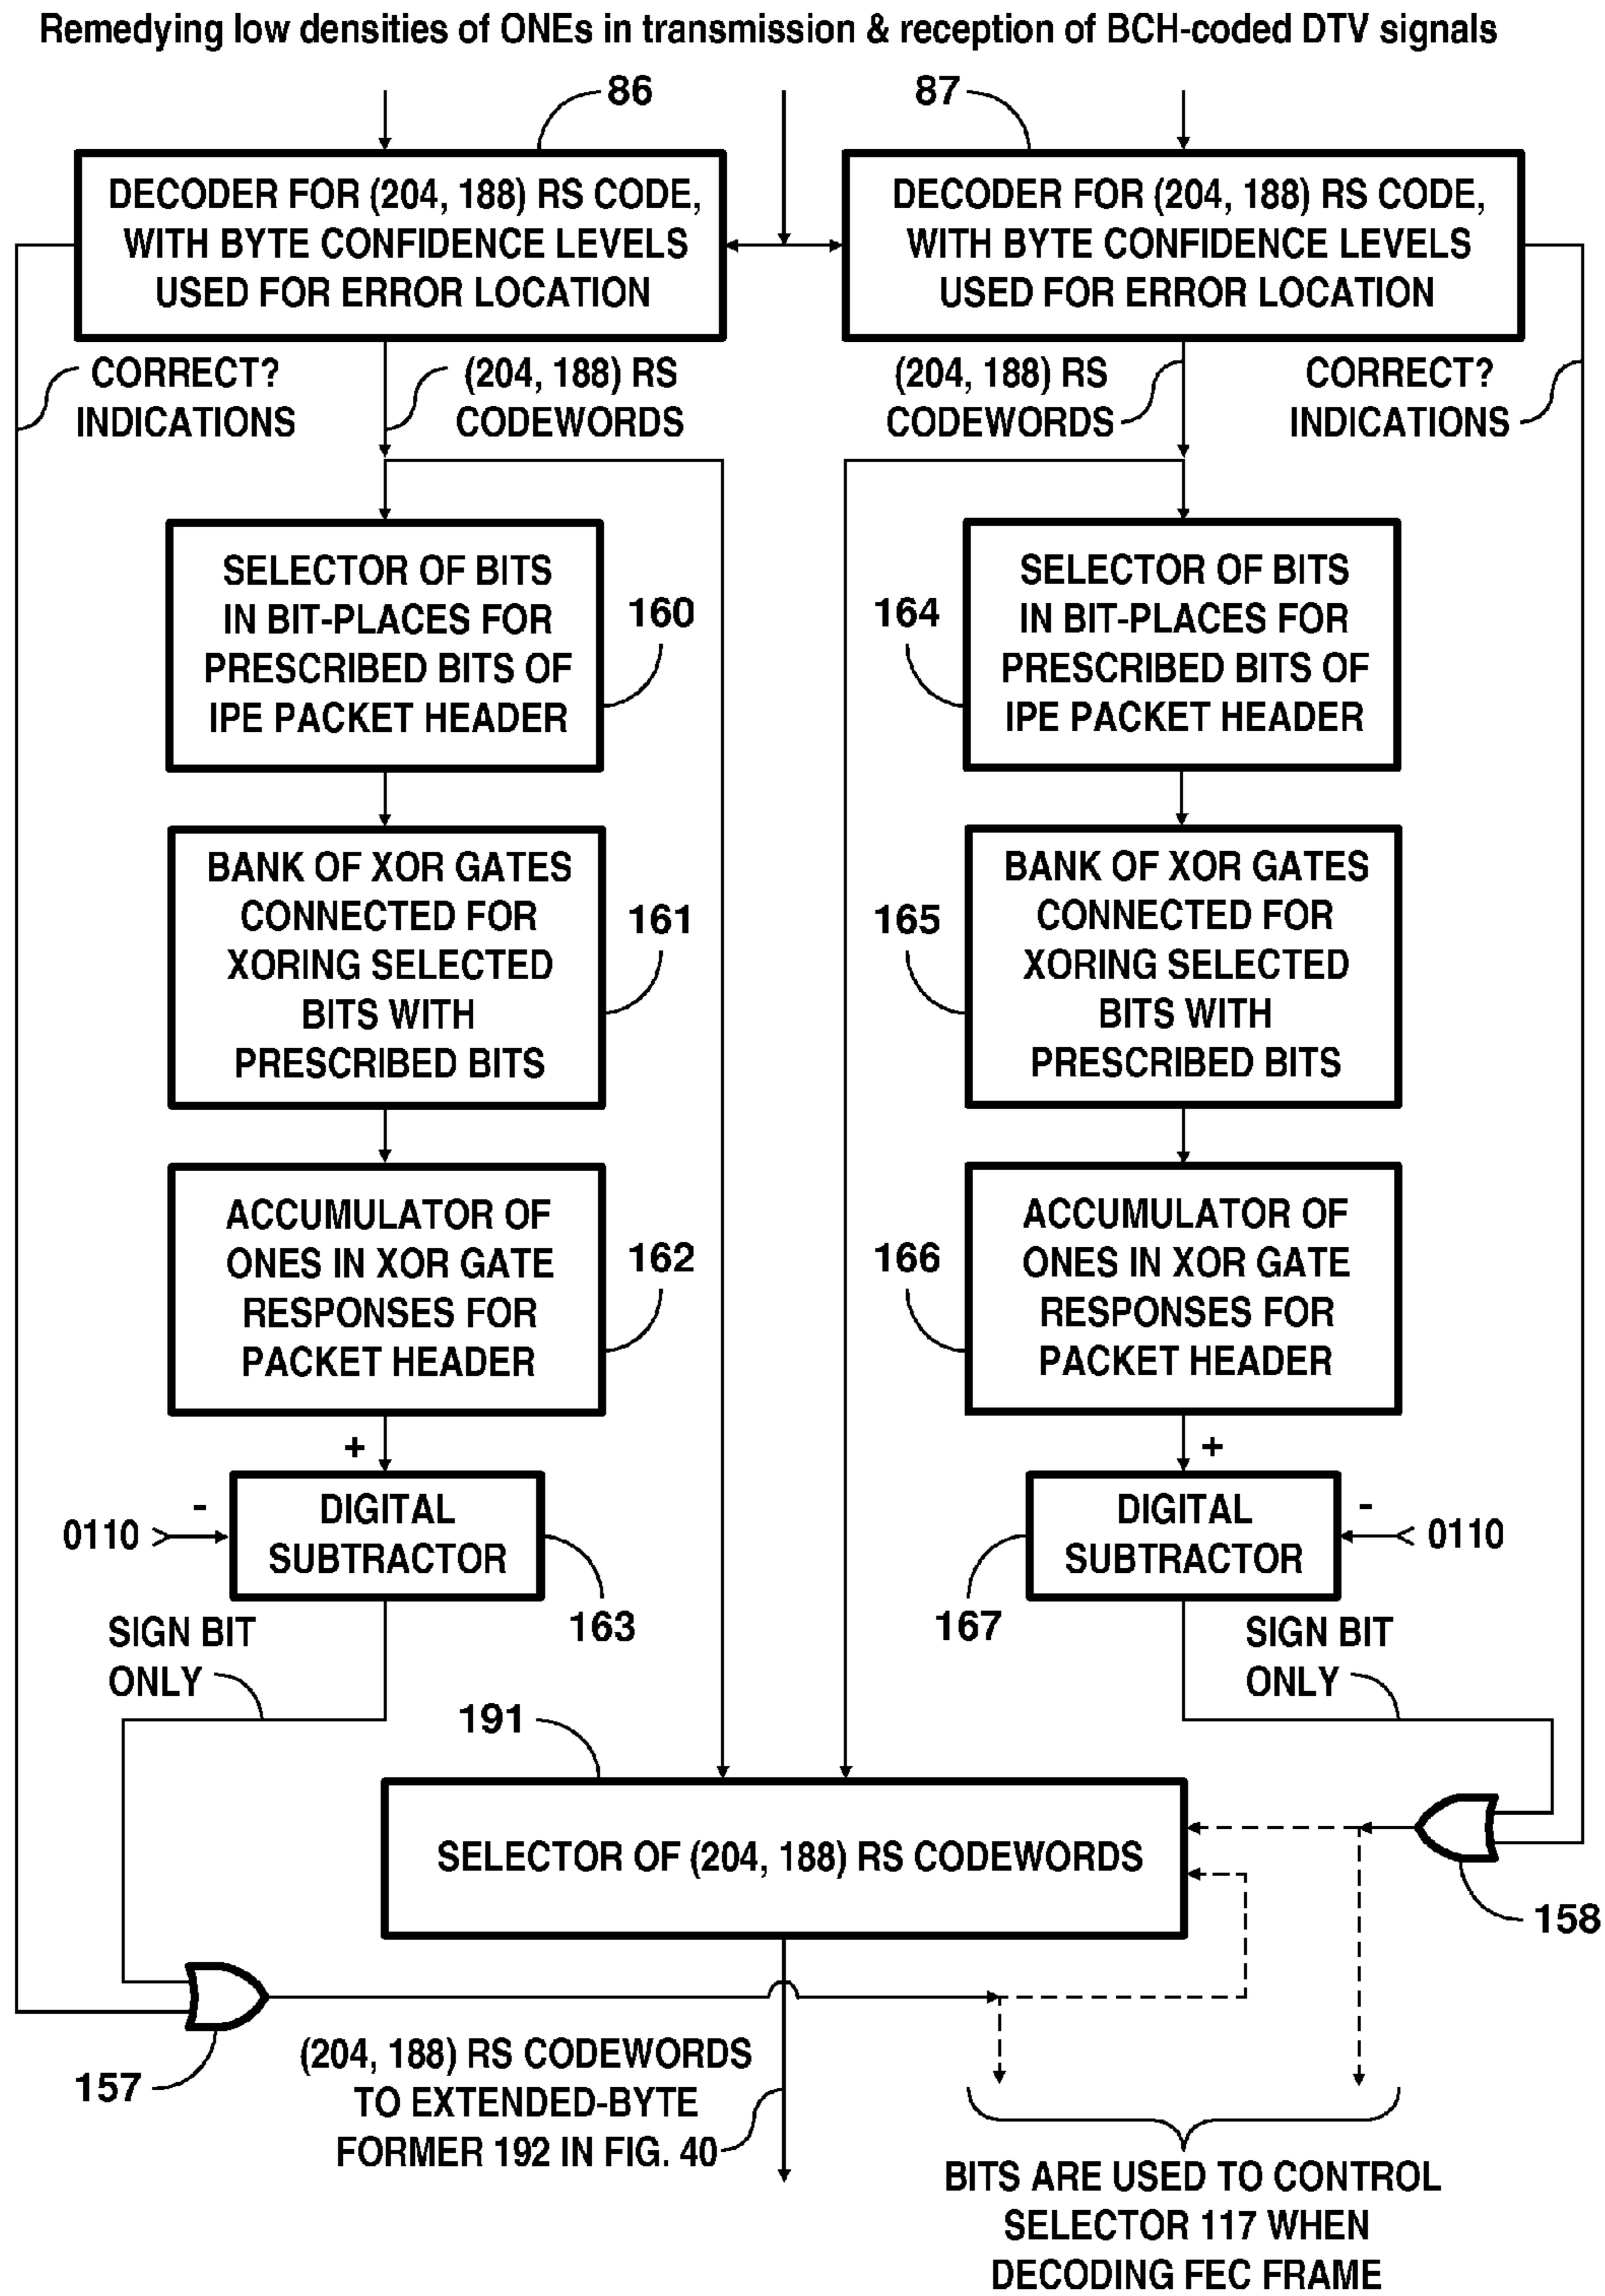 Remedying low densities of ONEs in transmission & reception of BCH-coded DTV signals
86
87
DECODER FOR (204, 188) RS CODE,
WITH BYTE CONFIDENCE LEVELS
USED FOR ERROR LOCATION
DECODER FOR (204, 188) RS CODE,
WITH BYTE CONFIDENCE LEVELS
USED FOR ERROR LOCATION
CORRECT?
INDICATIONS
(204, 188) RS
CODEWORDS
(204, 188) RS
CODEWORDS
CORRECT?
INDICATIONS
SELECTOR OF BITS
IN BIT-PLACES FOR
PRESCRIBED BITS OF
IPE PACKET HEADER
160
164
SELECTOR OF BITS
IN BIT-PLACES FOR
PRESCRIBED BITS OF
IPE PACKET HEADER
BANK OF XOR GATES
CONNECTED FOR
XORING SELECTED
BITS WITH
PRESCRIBED BITS
161
165
BANK OF XOR GATES
CONNECTED FOR
XORING SELECTED
BITS WITH
PRESCRIBED BITS
ACCUMULATOR OF
ONES IN XOR GATE
RESPONSES FOR
PACKET HEADER
162
166
ACCUMULATOR OF
ONES IN XOR GATE
RESPONSES FOR
PACKET HEADER
+
+
-
0110
DIGITAL
SUBTRACTOR
163
DIGITAL
SUBTRACTOR
167
-
0110
SIGN BIT
ONLY
SIGN BIT
ONLY
191
SELECTOR OF (204, 188) RS CODEWORDS
158
157
(204, 188) RS CODEWORDS
TO EXTENDED-BYTE
FORMER 192 IN FIG. 40
BITS ARE USED TO CONTROL
SELECTOR 117 WHEN
DECODING FEC FRAME